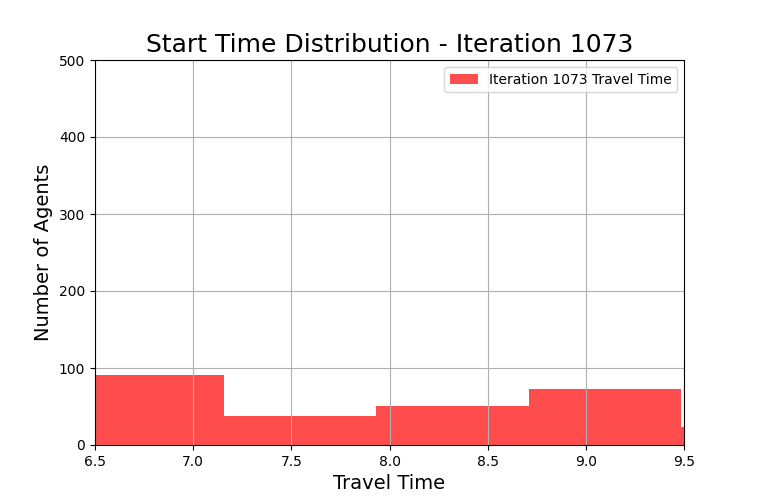 Start Time Distribution - Iteration 1073
500
Iteration 1073 Travel Time
400
300
200
100
0
Number of Agents
6.5 7.0 7.5 8.0 8.5 9.0 9.5
Travel Time